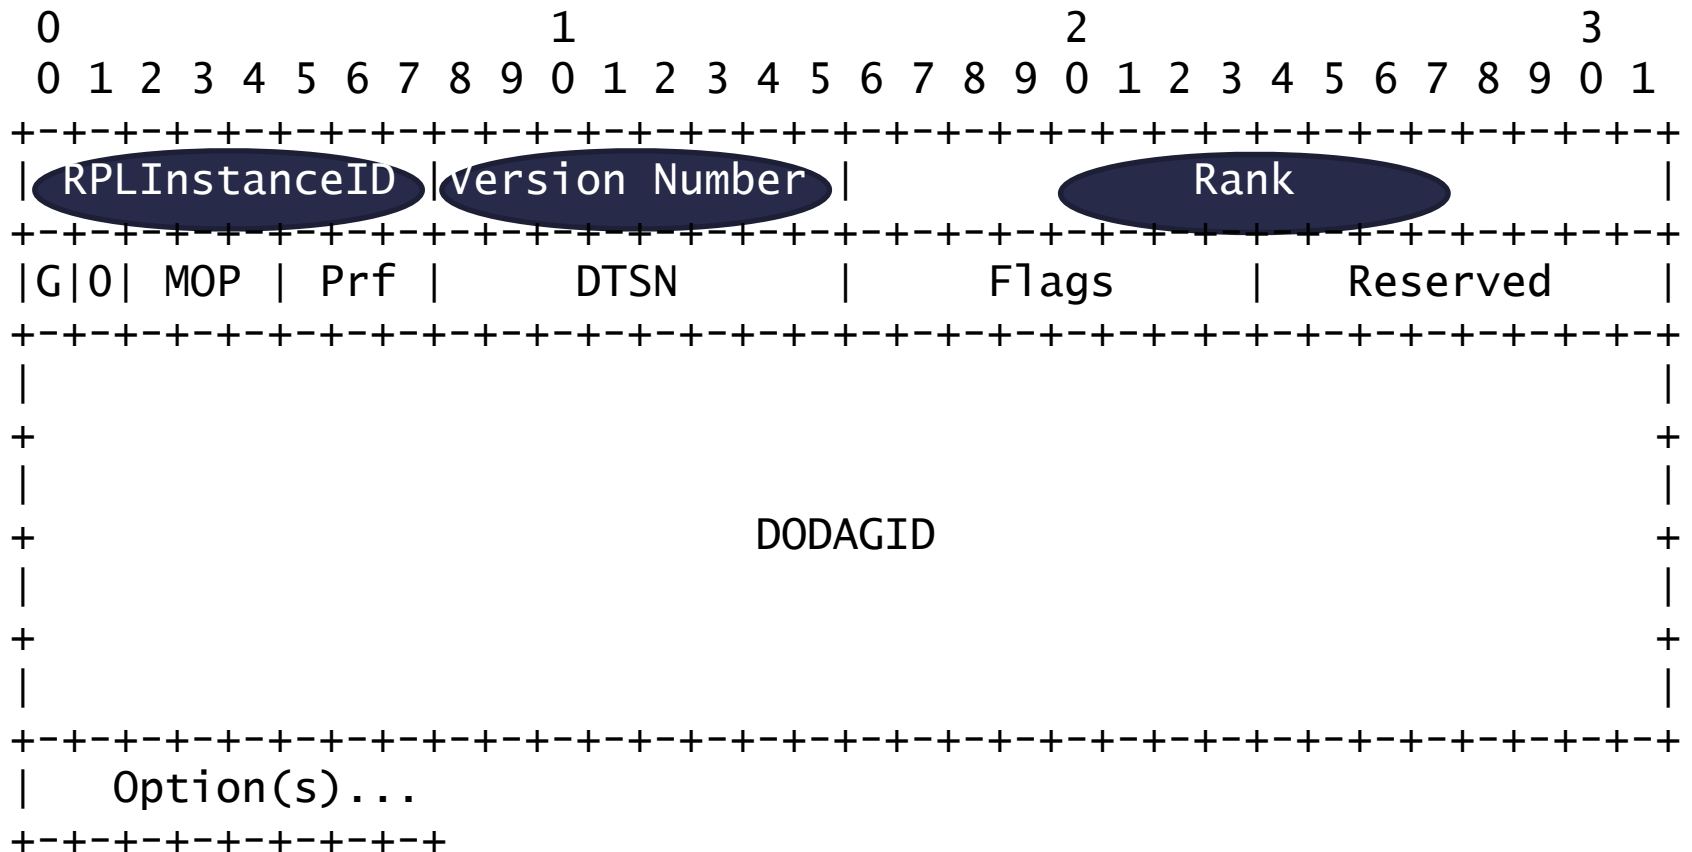 0                   1                   2                   3
 0 1 2 3 4 5 6 7 8 9 0 1 2 3 4 5 6 7 8 9 0 1 2 3 4 5 6 7 8 9 0 1
+-+-+-+-+-+-+-+-+-+-+-+-+-+-+-+-+-+-+-+-+-+-+-+-+-+-+-+-+-+-+-+-+
| RPLInstanceID |Version Number |             Rank              |
+-+-+-+-+-+-+-+-+-+-+-+-+-+-+-+-+-+-+-+-+-+-+-+-+-+-+-+-+-+-+-+-+
|G|0| MOP | Prf |     DTSN      |     Flags     |   Reserved    |
+-+-+-+-+-+-+-+-+-+-+-+-+-+-+-+-+-+-+-+-+-+-+-+-+-+-+-+-+-+-+-+-+
|                                                               |
+                                                               +
|                                                               |
+                            DODAGID                            +
|                                                               |
+                                                               +
|                                                               |
+-+-+-+-+-+-+-+-+-+-+-+-+-+-+-+-+-+-+-+-+-+-+-+-+-+-+-+-+-+-+-+-+
|   Option(s)...
+-+-+-+-+-+-+-+-+